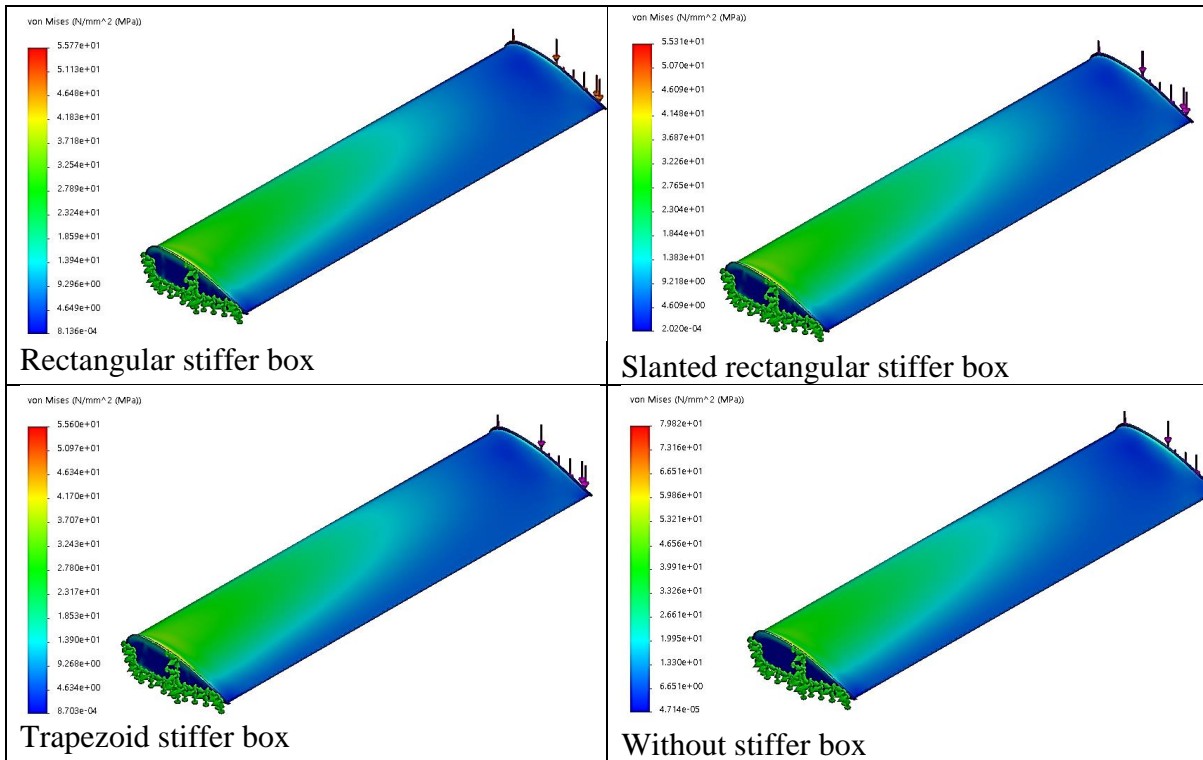 von Mises (N/mm^2 (MPa))
5.577e+01
5.113e+01
4.648e+01
4.183e+01
3.718e+01
3.254e+01
2.789e+01
2.324e+01
1.859e+01
1.394e+01
9.296e+00
4.649e+00
8.136e-04
Rectangular stiffer box
von Mises (N/mm^2 (MPa))
5.531e+01
5.070e+01
4.609e+01
4.148e+01
3.687e+01
3.226e+01
2.765e+01
2.304e+01
1.844e+01
1.383e+01
9.218e+00
4.609e+00
2.020e-04
Slanted rectangular stiffer box
von Mises (N/mm^2 (MPa))
5.560e+01
5.097e+01
4.634e+01
4.170e+01
3.707e+01
3.243e+01
2.780e+01
2.317e+01
1.853e+01
1.390e+01
9.268e+00
4.634e+00
8.703e-04
Trapezoid stiffer box
von Mises (N/mm^2 (MPa))
7.982e+01
7.316e+01
6.651e+01
5.986e+01
5.321e+01
4.656e+01
3.991e+01
3.326e+01
2.661e+01
1.995e+01
1.330e+01
6.651e+00
4.714e-05
Without stiffer box